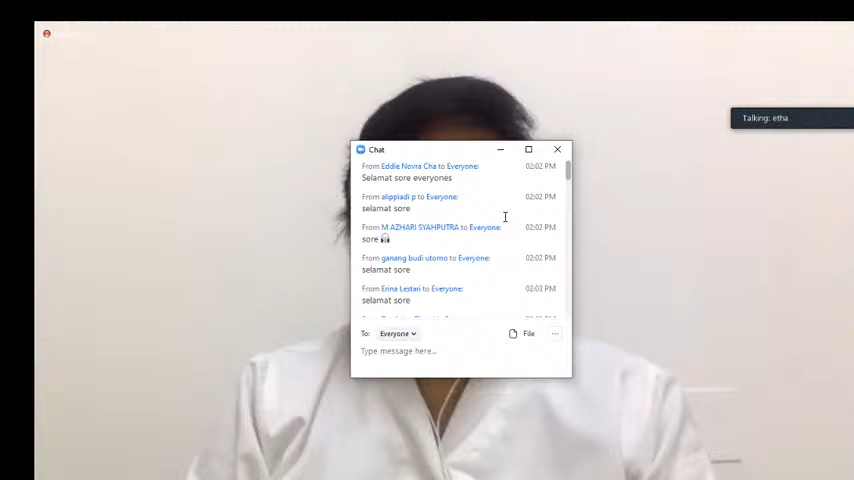 Talking: etha
Chat
From Eddie Novra Cha to Everyone: 02:02 PM
Selamat sore everyones
From alippiadi p to Everyone: 02:02 PM
selamat sore
From M AZHARI SYAHPUTRA to Everyone: 02:02 PM
sore
From ganang budi utomo to Everyone: 02:02 PM
selamat sore
From Erina Lestari to Everyone: 02:03 PM
selamat sore
To: Everyone File ...
Type message here...